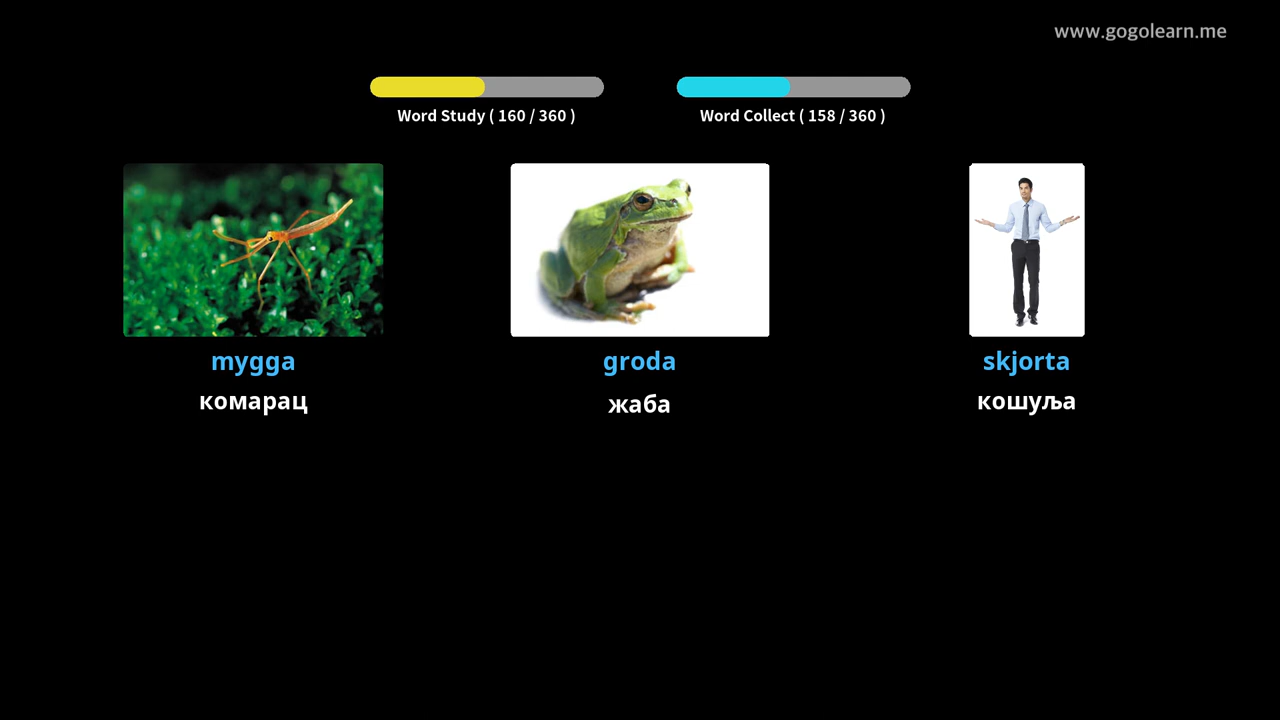 www.gogolearn.me
Word Study ( 160 / 360 )
Word Collect ( 158 / 360 )
mygga
groda
skjorta
комарац
жаба
кошуља